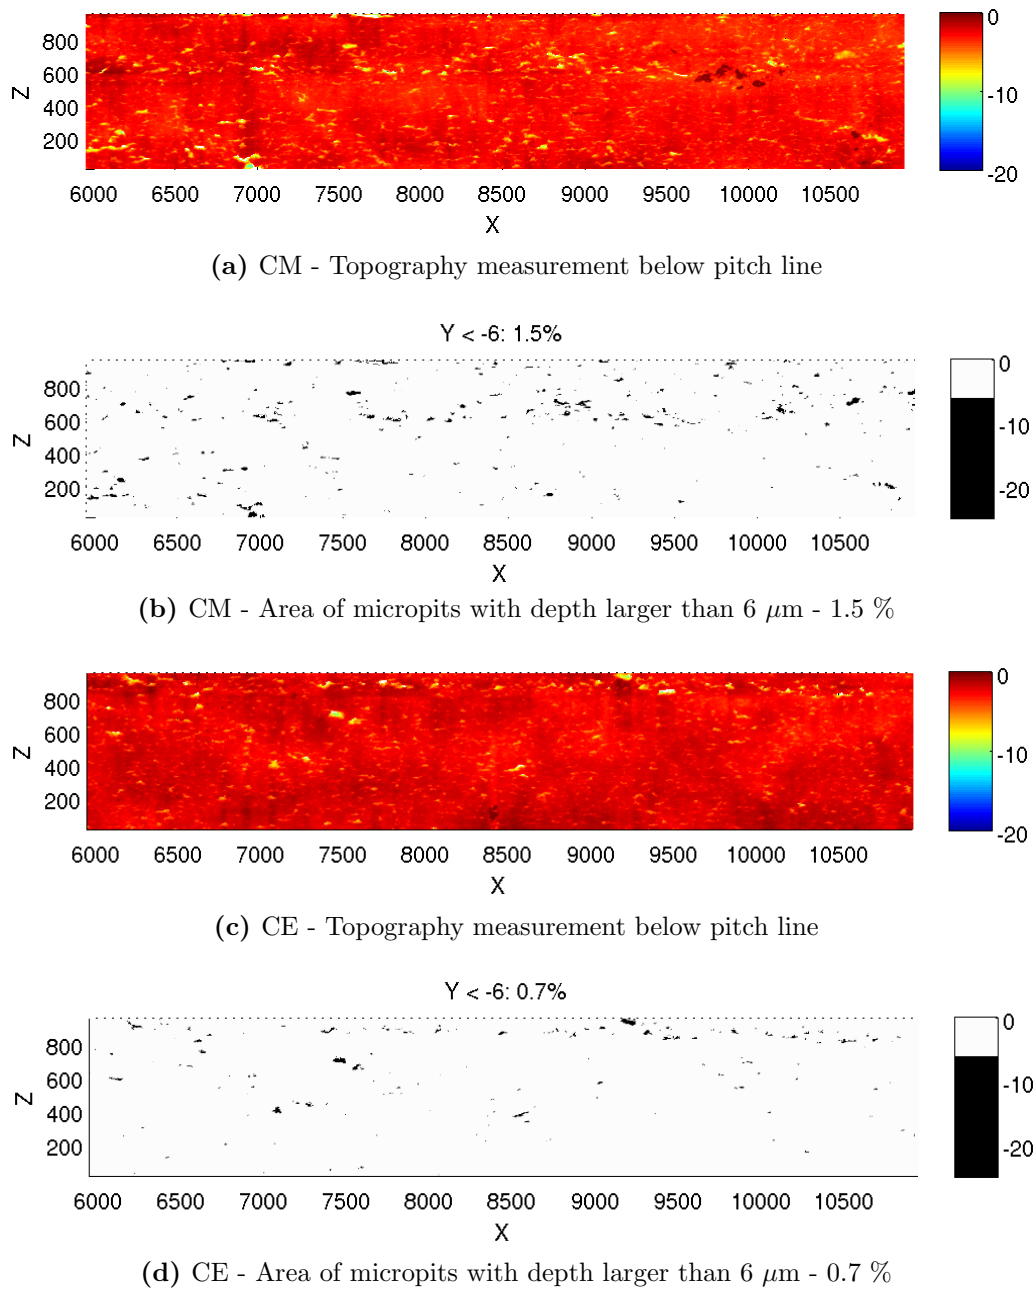 800
600
400
200
Z
6000 6500 7000 7500 8000 8500 9000 9500 10000 10500
X
0
-10
-20
(a) CM - Topography measurement below pitch line
Y < -6: 1.5%
800
600
400
200
Z
6000 6500 7000 7500 8000 8500 9000 9500 10000 10500
X
0
-10
-20
(b) CM - Area of micropits with depth larger than 6 μm - 1.5 %
800
600
400
200
Z
6000 6500 7000 7500 8000 8500 9000 9500 10000 10500
X
0
-10
-20
(c) CE - Topography measurement below pitch line
Y < -6: 0.7%
800
600
400
200
Z
6000 6500 7000 7500 8000 8500 9000 9500 10000 10500
X
0
-10
-20
(d) CE - Area of micropits with depth larger than 6 μm - 0.7 %